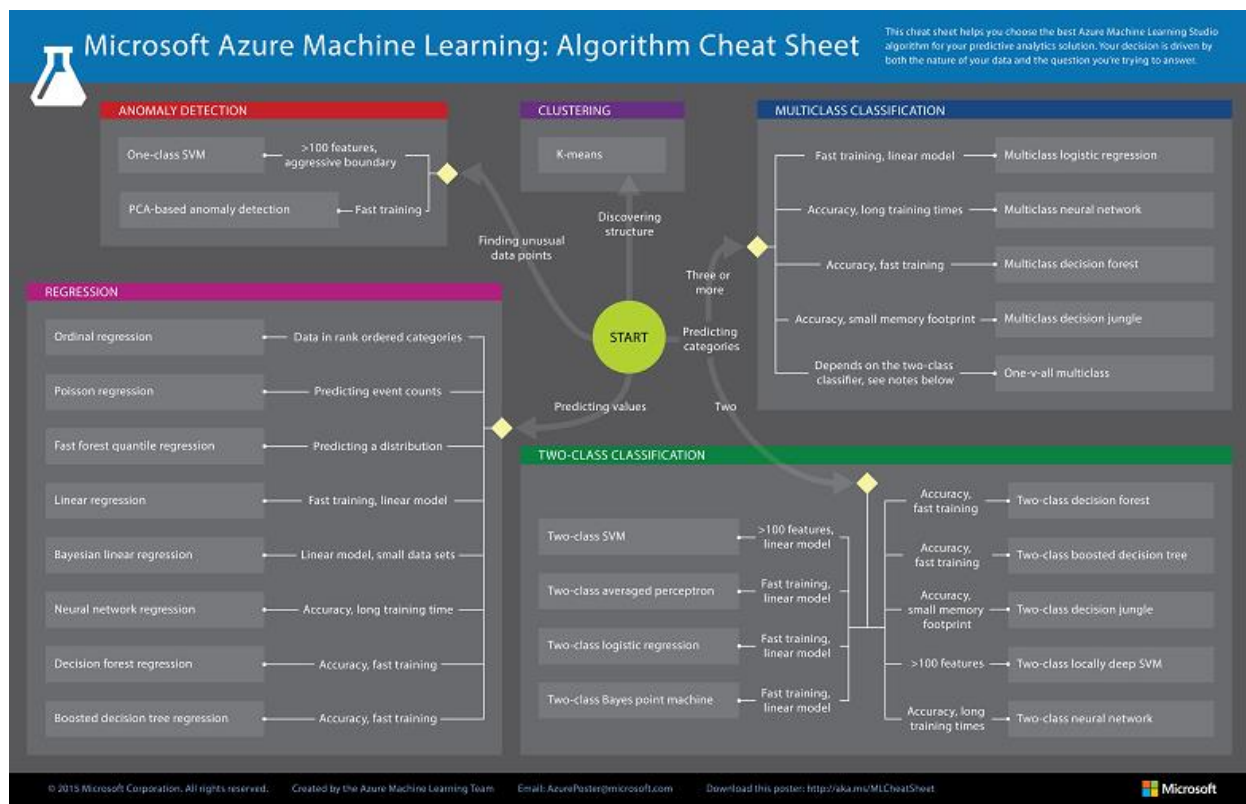 Microsoft Azure Machine Learning: Algorithm Cheat Sheet
This cheat sheet helps you choose the best Azure Machine Learning Studio
algorithm for your predictive analytics solution. Your decision is driven by
both the nature of your data and the question you're trying to answer.
ANOMALY DETECTION
One-class SVM
>100 features,
aggressive boundary
PCA-based anomaly detection
Fast training
CLUSTERING
K-means
MULTICLASS CLASSIFICATION
Fast training, linear model
Multiclass logistic regression
Accuracy, long training times
Multiclass neural network
Accuracy, fast training
Multiclass decision forest
Accuracy, small memory footprint
Multiclass decision jungle
Depends on the two-class
classifier, see notes below
One-v-all multiclass
Finding unusual
data points
Discovering
structure
Three or
more
START
Predicting
categories
Predicting values
Two
REGRESSION
Ordinal regression
Data in rank ordered categories
Poisson regression
Predicting event counts
Fast forest quantile regression
Predicting a distribution
Linear regression
Fast training, linear model
Bayesian linear regression
Linear model, small data sets
Neural network regression
Accuracy, long training time
Decision forest regression
Accuracy, fast training
Boosted decision tree regression
Accuracy, fast training
TWO-CLASS CLASSIFICATION
Two-class SVM
>100 features,
linear model
Two-class averaged perceptron
Fast training,
linear model
Two-class logistic regression
Fast training,
linear model
Two-class Bayes point machine
Fast training,
linear model
Accuracy,
fast training
Two-class decision forest
Accuracy,
fast training
Two-class boosted decision tree
Accuracy,
small memory
footprint
Two-class decision jungle
>100 features
Two-class locally deep SVM
Accuracy, long
training times
Two-class neural network
© 2015 Microsoft Corporation. All rights reserved.
Created by the Azure Machine Learning Team
Email: AzurePoster@microsoft.com
Download this poster: http://aka.ms/MLCheatSheet
Microsoft